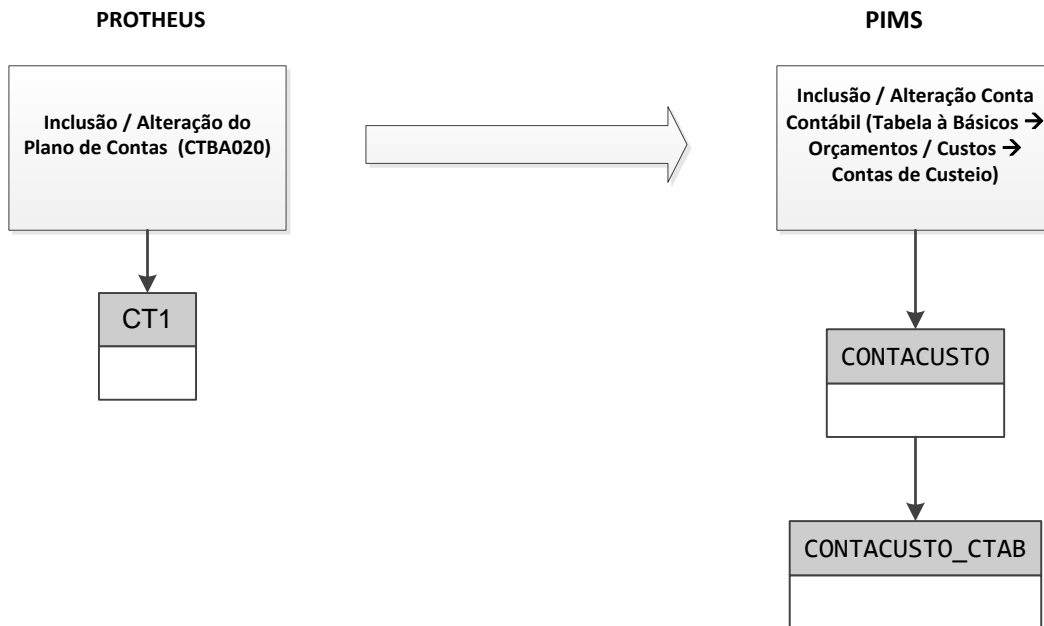 PROTHEUS
PIMS
Inclusão / Alteração do
Plano de Contas (CTBA020)
Inclusão / Alteração Conta
Contábil (Tabela à Básicos →
Orçamentos / Custos →
Contas de Custeio)
CT1
CONTACUSTO
CONTACUSTO_CTAB